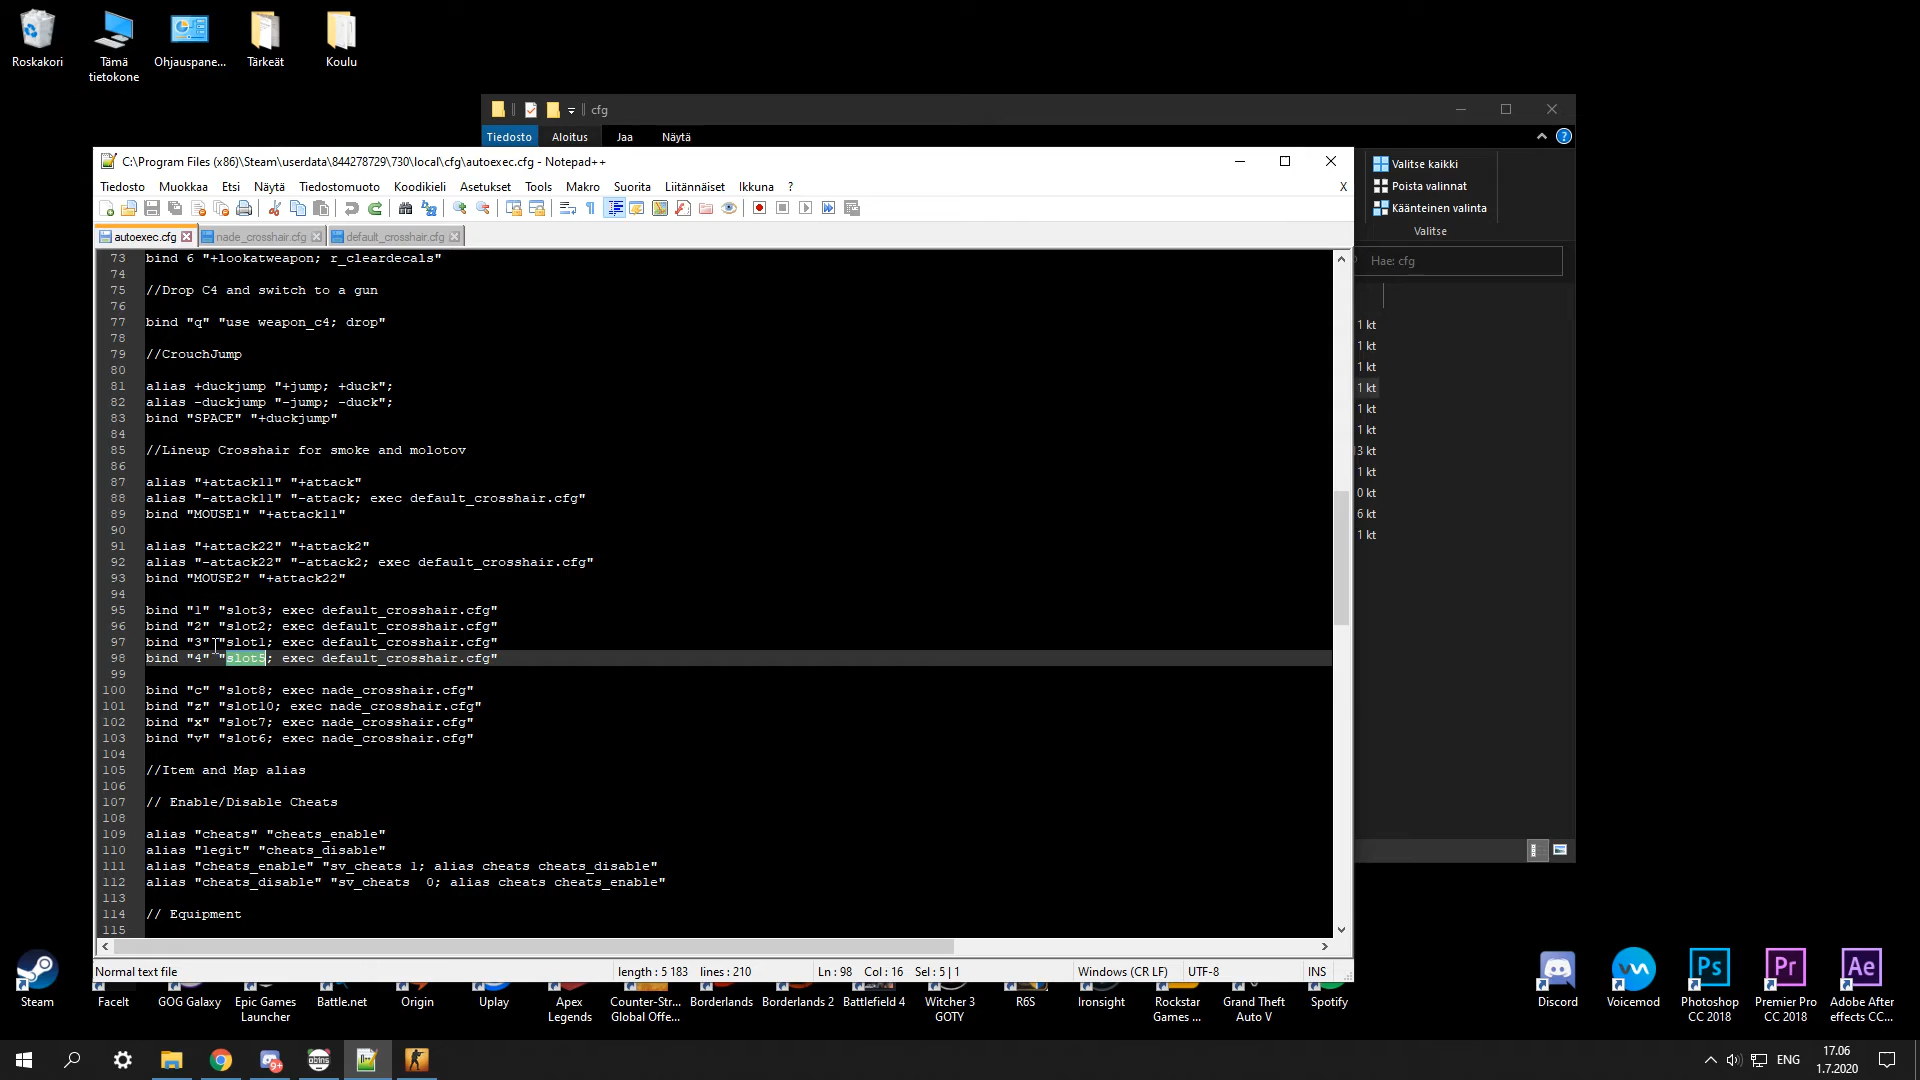 Roskakori
Tämä tietokone
Ohjauspane...
Tärkeät
Koulu
cfg
Tiedosto Aloitus Jaa Näytä
C:\Program Files (x86)\Steam\userdata\844278729\730\local\cfg\autoexec.cfg - Notepad++
Tiedosto Muokkaa Etsi Näytä Tiedostomuoto Koodikieli Asetukset Tools Makro Suorita Liitännäiset Ikkuna ? X
autoexec.cfg nade_crosshair.cfg default_crosshair.cfg
Valitse kaikki
Poista valinnat
Käänteinen valinta
Valitse
Hae: cfg
73 bind 6 "+lookatweapon; r_cleardecals"
74
75 //Drop C4 and switch to a gun
76
77 bind "q" "use weapon_c4; drop"
78
79 //CrouchJump
80
81 alias +duckjump "+jump; +duck";
82 alias -duckjump "-jump; -duck";
83 bind "SPACE" "+duckjump"
84
85 //Lineup Crosshair for smoke and molotov
86
87 alias "+attack11" "+attack"
88 alias "-attack11" "-attack; exec default_crosshair.cfg"
89 bind "MOUSE1" "+attack11"
90
91 alias "+attack22" "+attack2"
92 alias "-attack22" "-attack2; exec default_crosshair.cfg"
93 bind "MOUSE2" "+attack22"
94
95 bind "1" "slot3; exec default_crosshair.cfg"
96 bind "2" "slot2; exec default_crosshair.cfg"
97 bind "3" "slot1; exec default_crosshair.cfg"
98 bind "4" "slot5; exec default_crosshair.cfg"
99
100 bind "c" "slot8; exec nade_crosshair.cfg"
101 bind "z" "slot10; exec nade_crosshair.cfg"
102 bind "x" "slot7; exec nade_crosshair.cfg"
103 bind "v" "slot6; exec nade_crosshair.cfg"
104
105 //Item and Map alias
106
107 // Enable/Disable Cheats
108
109 alias "cheats" "cheats_enable"
110 alias "legit" "cheats_disable"
111 alias "cheats_enable" "sv_cheats 1; alias cheats cheats_disable"
112 alias "cheats_disable" "sv_cheats  0; alias cheats cheats_enable"
113
114 // Equipment
115
1 kt
1 kt
1 kt
1 kt
1 kt
1 kt
3 kt
1 kt
0 kt
6 kt
1 kt
Normal text file length : 5 183 lines : 210 Ln : 98 Col : 16 Sel : 5 | 1 Windows (CR LF) UTF-8 INS
Steam
FaceIt
GOG Galaxy
Epic Games Launcher
Battle.net
Origin
Uplay
Apex Legends
Counter-Str... Global Offe...
Borderlands
Borderlands 2
Battlefield 4
Witcher 3 GOTY
R6S
Ironsight
Rockstar Games ...
Grand Theft Auto V
Spotify
Discord
Voicemod
Ps
Photoshop CC 2018
Pr
Premier Pro CC 2018
Ae
Adobe After effects CC...
obins
9+
ENG
17.06
1.7.2020